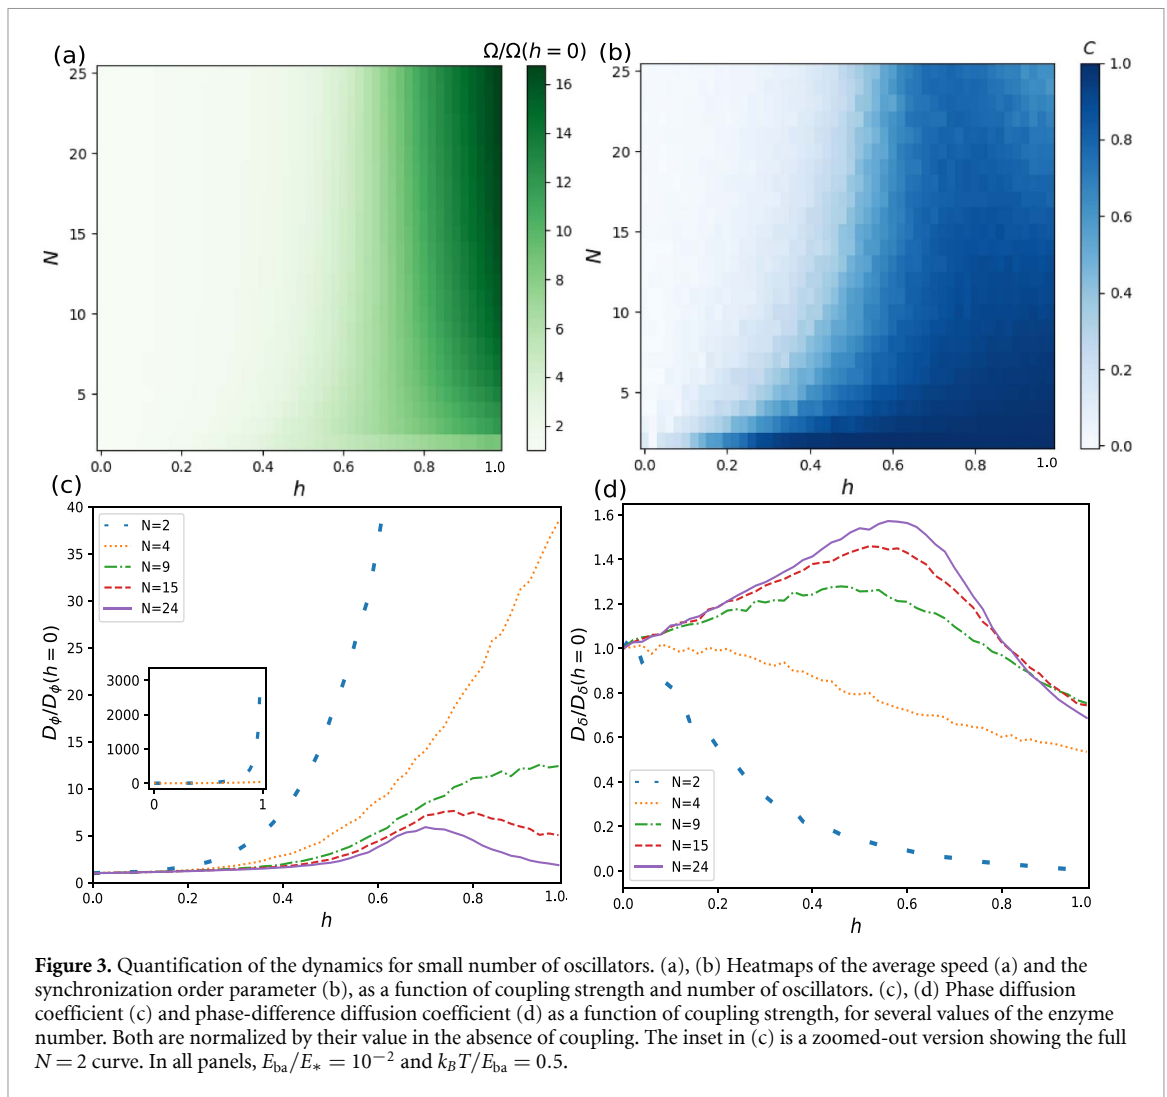 (a)
Ω/Ω(h = 0)
25
20
15
10
5
N
0.0 0.2 0.4 0.6 0.8 1.0
h
16
14
12
10
8
6
4
2
(b)
C
25
20
15
10
5
N
0.0 0.2 0.4 0.6 0.8 1.0
h
1.0
0.8
0.6
0.4
0.2
0.0
(c)
40
35
30
25
20
15
10
5
0
D_ϕ/D_ϕ(h = 0)
N=2
N=4
N=9
N=15
N=24
3000
2000
1000
0
0 1
0.0 0.2 0.4 0.6 0.8 1.0.
h
(d)
1.6
1.4
1.2
1.0
0.8
0.6
0.4
0.2
0.0
D_δ/D_δ(h = 0)
N=2
N=4
N=9
N=15
N=24
0.0 0.2 0.4 0.6 0.8 1.0
h
Figure 3. Quantification of the dynamics for small number of oscillators. (a), (b) Heatmaps of the average speed (a) and the
synchronization order parameter (b), as a function of coupling strength and number of oscillators. (c), (d) Phase diffusion
coefficient (c) and phase-difference diffusion coefficient (d) as a function of coupling strength, for several values of the enzyme
number. Both are normalized by their value in the absence of coupling. The inset in (c) is a zoomed-out version showing the full
N = 2 curve. In all panels, E_ba/E_∗ = 10⁻² and k_BT/E_ba = 0.5.